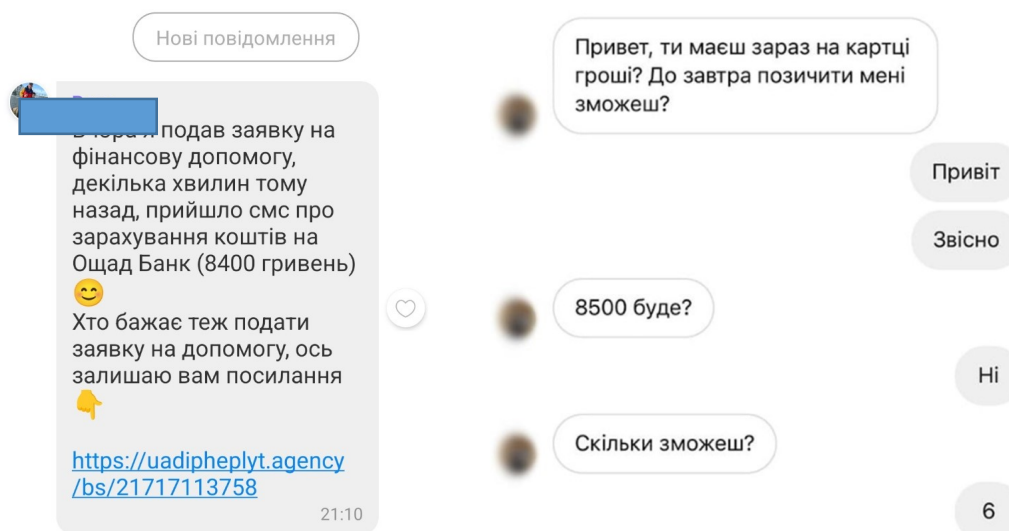 Нові повідомлення
подав заявку на
фінансову допомогу,
декілька хвилин тому
назад, прийшло смс про
зарахування коштів на
Ощад Банк (8400 гривень)
😊
Хто бажає теж подати
заявку на допомогу, ось
залишаю вам посилання
👇
https://uadipheplyt.agency
/bs/21717113758
21:10
Привет, ти маєш зараз на картці
гроші? До завтра позичити мені
зможеш?
Привіт
Звісно
8500 буде?
Ні
Скільки зможеш?
6